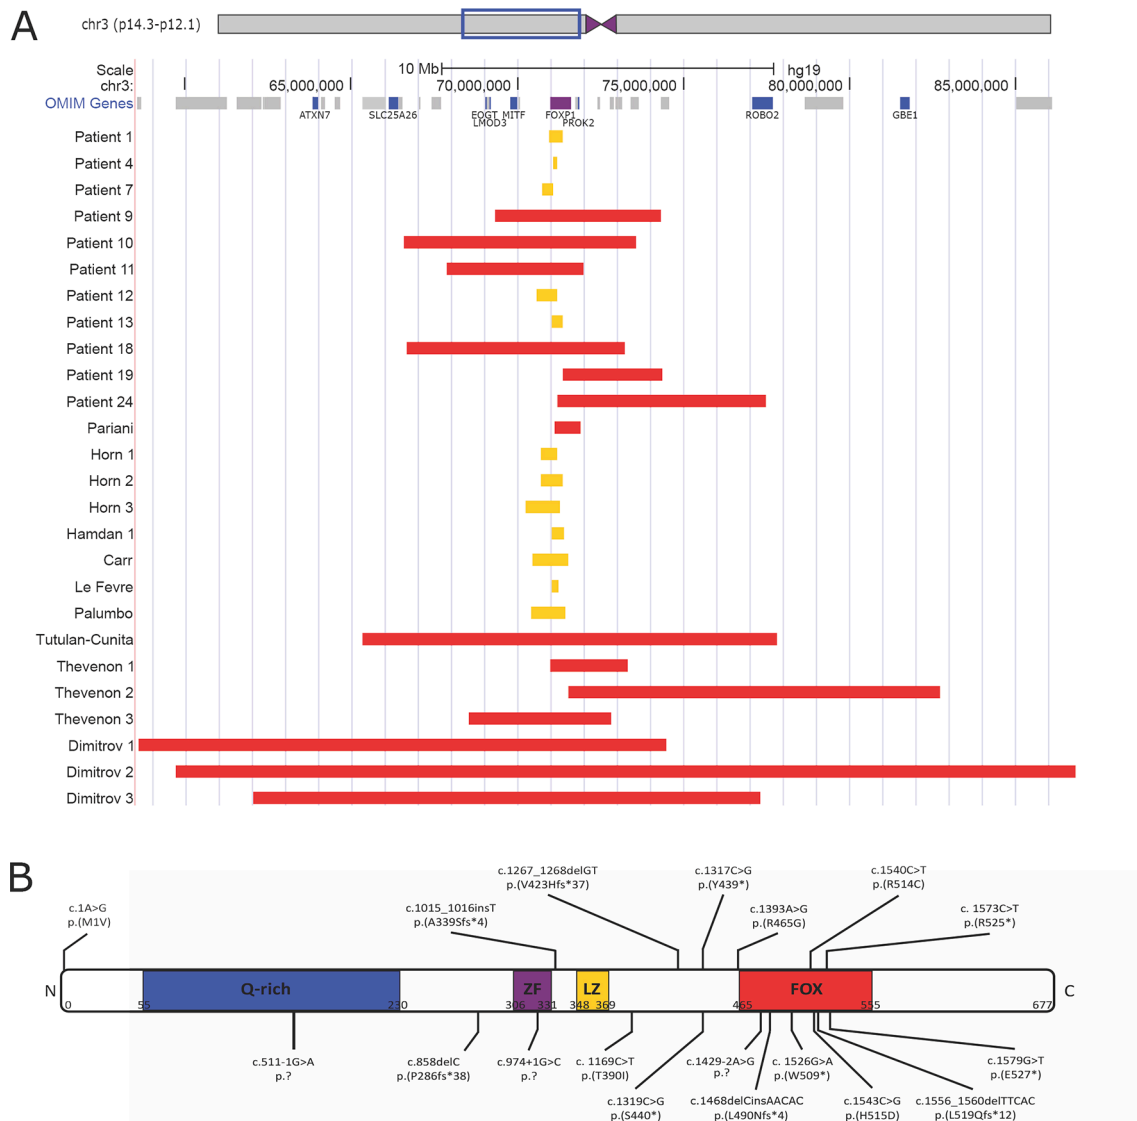 A
chr3 (p14.3-p12.1)
Scale
10 Mb
hg19
chr3:
65,000,000
70,000,000
75,000,000
80,000,000
85,000,000
OMIM Genes
ATXN7
SLC25A26
EOGT
MITF
FOXP1
ROBO2
GBE1
LMOD3
PROK2
Patient 1
Patient 4
Patient 7
Patient 9
Patient 10
Patient 11
Patient 12
Patient 13
Patient 18
Patient 19
Patient 24
Pariani
Horn 1
Horn 2
Horn 3
Hamdan 1
Carr
Le Fevre
Palumbo
Tutulan-Cunita
Thevenon 1
Thevenon 2
Thevenon 3
Dimitrov 1
Dimitrov 2
Dimitrov 3
B
c.1267_1268delGT
p.(V423Hfs*37)
c.1317C>G
p.(Y439*)
c.1540C>T
p.(R514C)
c.1A>G
p.(M1V)
c.1015_1016insT
p.(A339Sfs*4)
c.1393A>G
p.(R465G)
c. 1573C>T
p.(R525*)
N
Q-rich
ZF
LZ
FOX
C
0
55
230
306
331
348
369
465
555
677
c.511-1G>A
p.?
c.858delC
p.(P286fs*38)
c.974+1G>C
p.?
c. 1169C>T
p.(T390I)
c.1429-2A>G
p.?
c. 1526G>A
p.(W509*)
c.1579G>T
p.(E527*)
c.1319C>G
p.(S440*)
c.1468delCinsAACAC
p.(L490Nfs*4)
c.1543C>G
p.(H515D)
c.1556_1560delTTCAC
p.(L519Qfs*12)